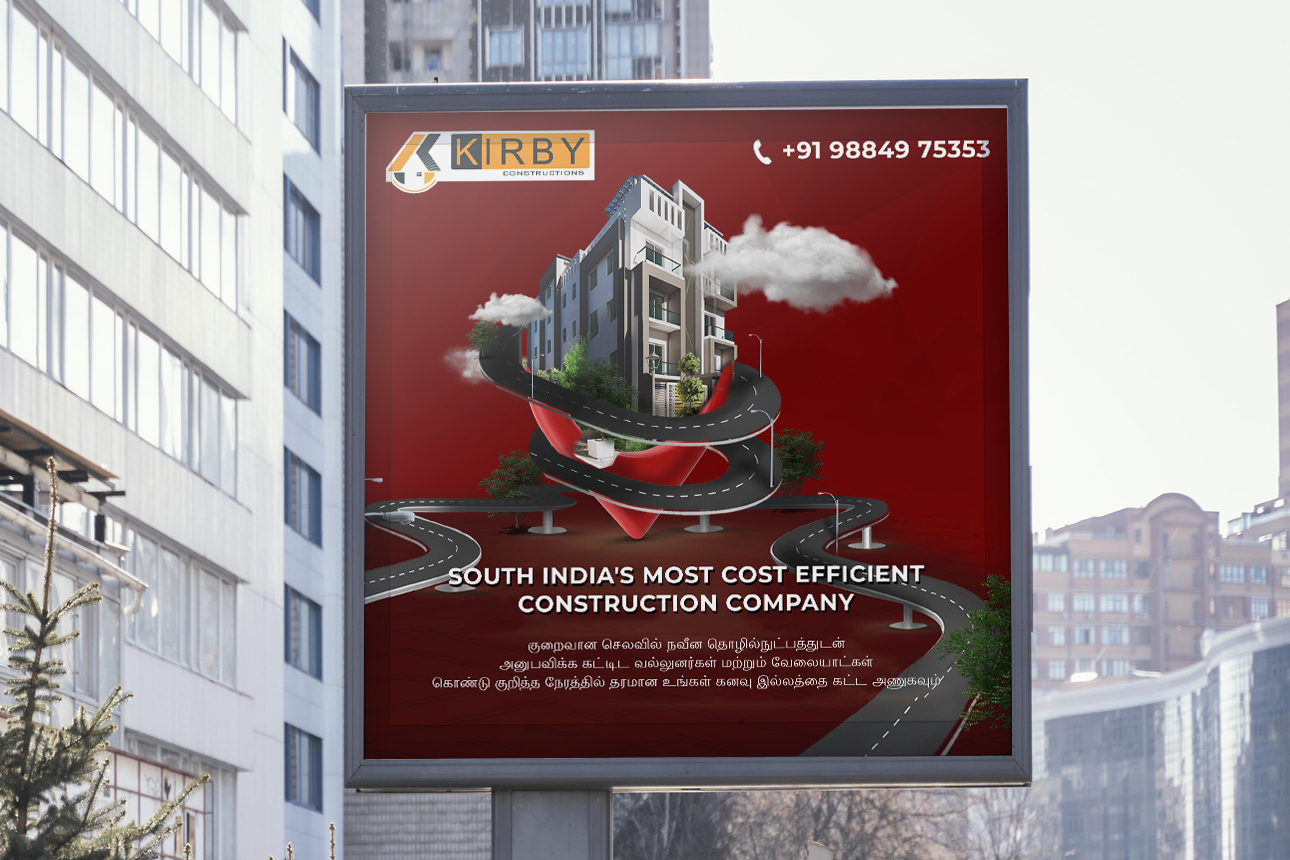 KIRBY
CONSTRUCTIONS
+91 98849 75353
SOUTH INDIA'S MOST COST EFFICIENT
CONSTRUCTION COMPANY
குறைவான செலவில் நவீன தொழில்நுட்பத்துடன்
அனுபவிக்க கட்டிட வல்லுனர்கள் மற்றும் வேலையாட்கள்
கொண்டு குறித்த நேரத்தில் தரமான உங்கள் கனவு இல்லத்தை கட்ட அணுகவும்